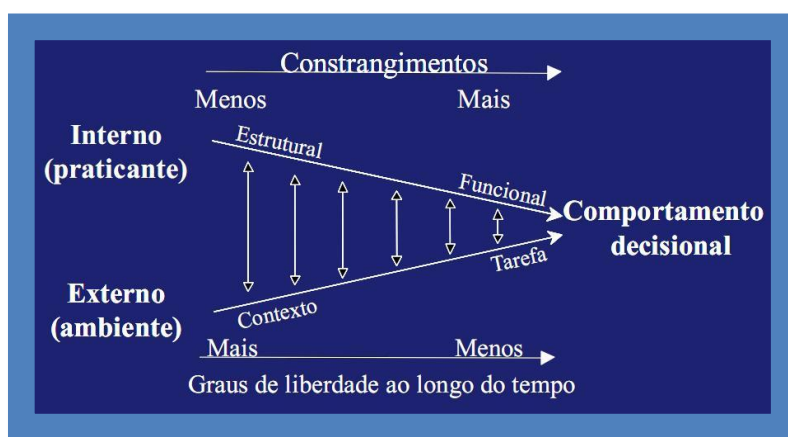 Constrangimentos
Menos Mais
Interno
(praticante)
Estrutural
Funcional
Comportamento
decisional
Tarefa
Externo
(ambiente)
Contexto
Mais Menos
Graus de liberdade ao longo do tempo